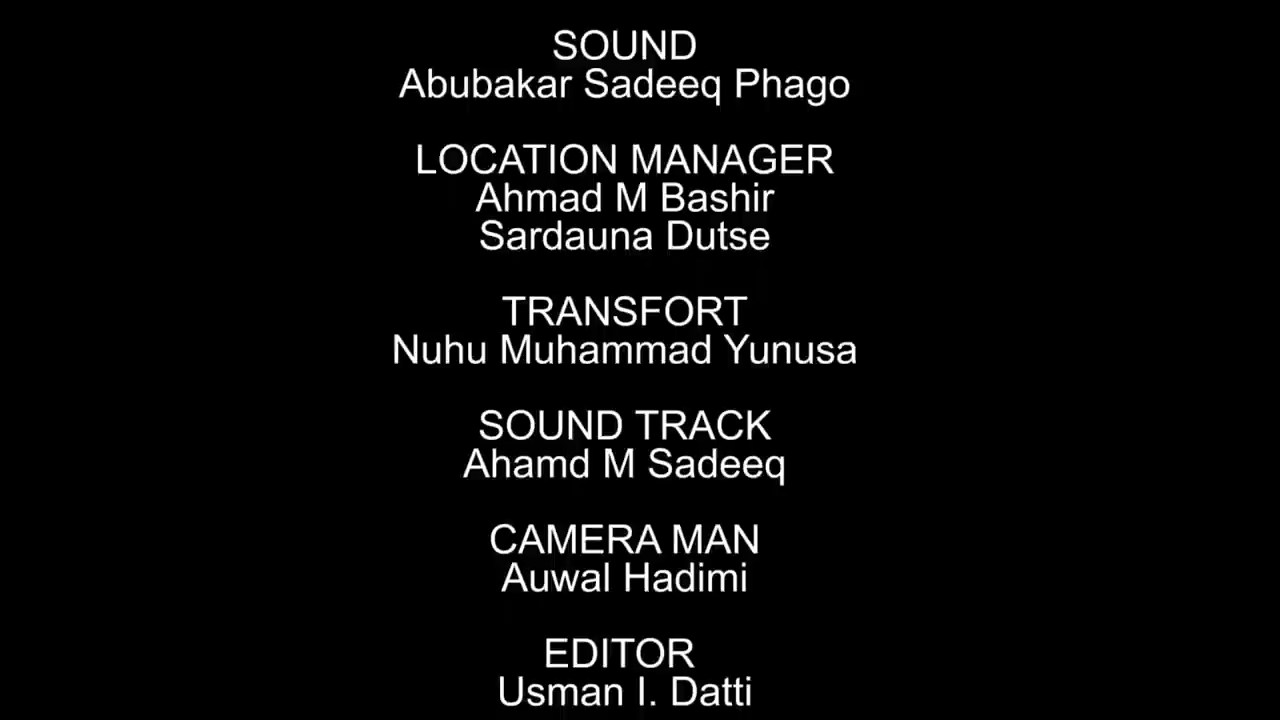 SOUND
Abubakar Sadeeq Phago
LOCATION MANAGER
Ahmad M Bashir
Sardauna Dutse
TRANSFORT
Nuhu Muhammad Yunusa
SOUND TRACK
Ahamd M Sadeeq
CAMERA MAN
Auwal Hadimi
EDITOR
Usman I. Datti